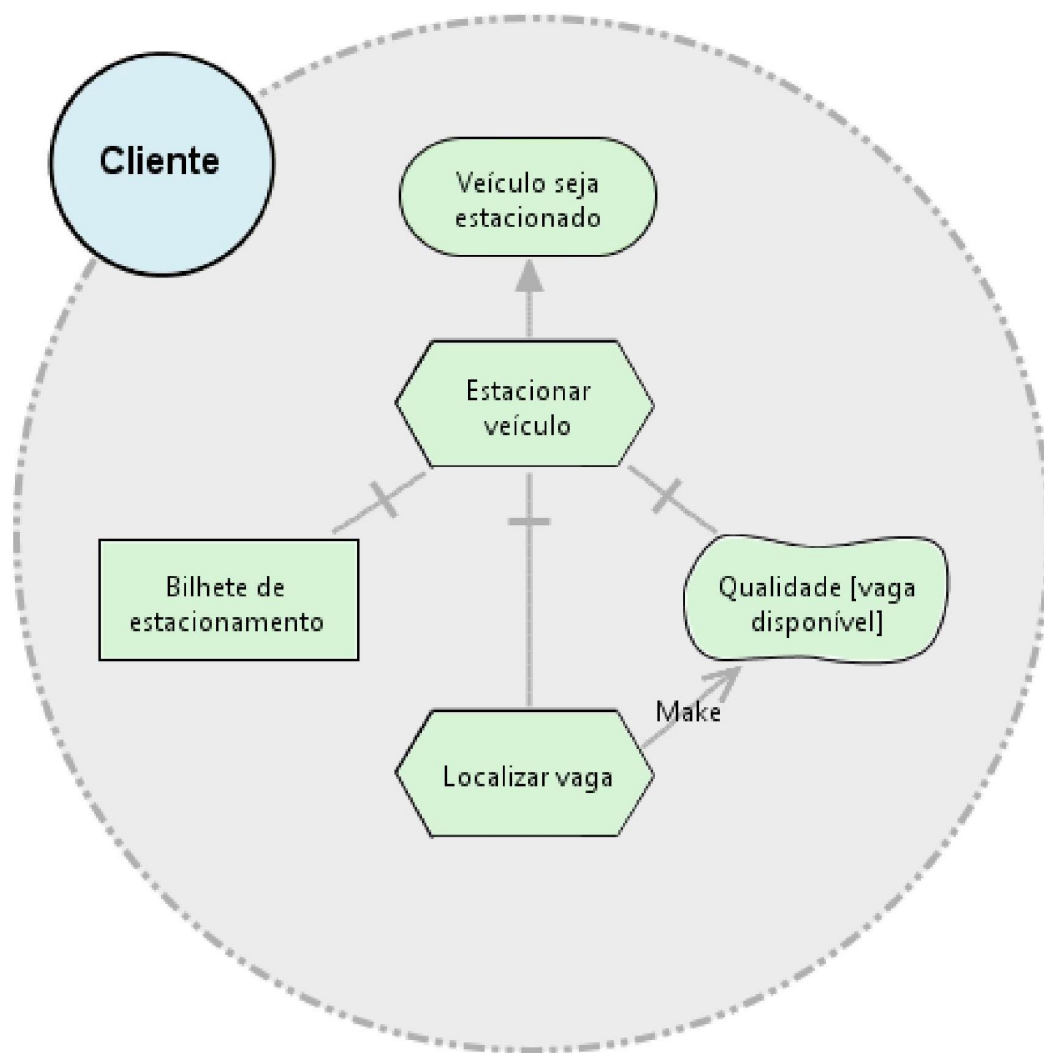 Cliente
Veículo seja
estacionado
Estacionar
veículo
Bilhete de
estacionamento
Qualidade [vaga
disponível]
Make
Localizar vaga